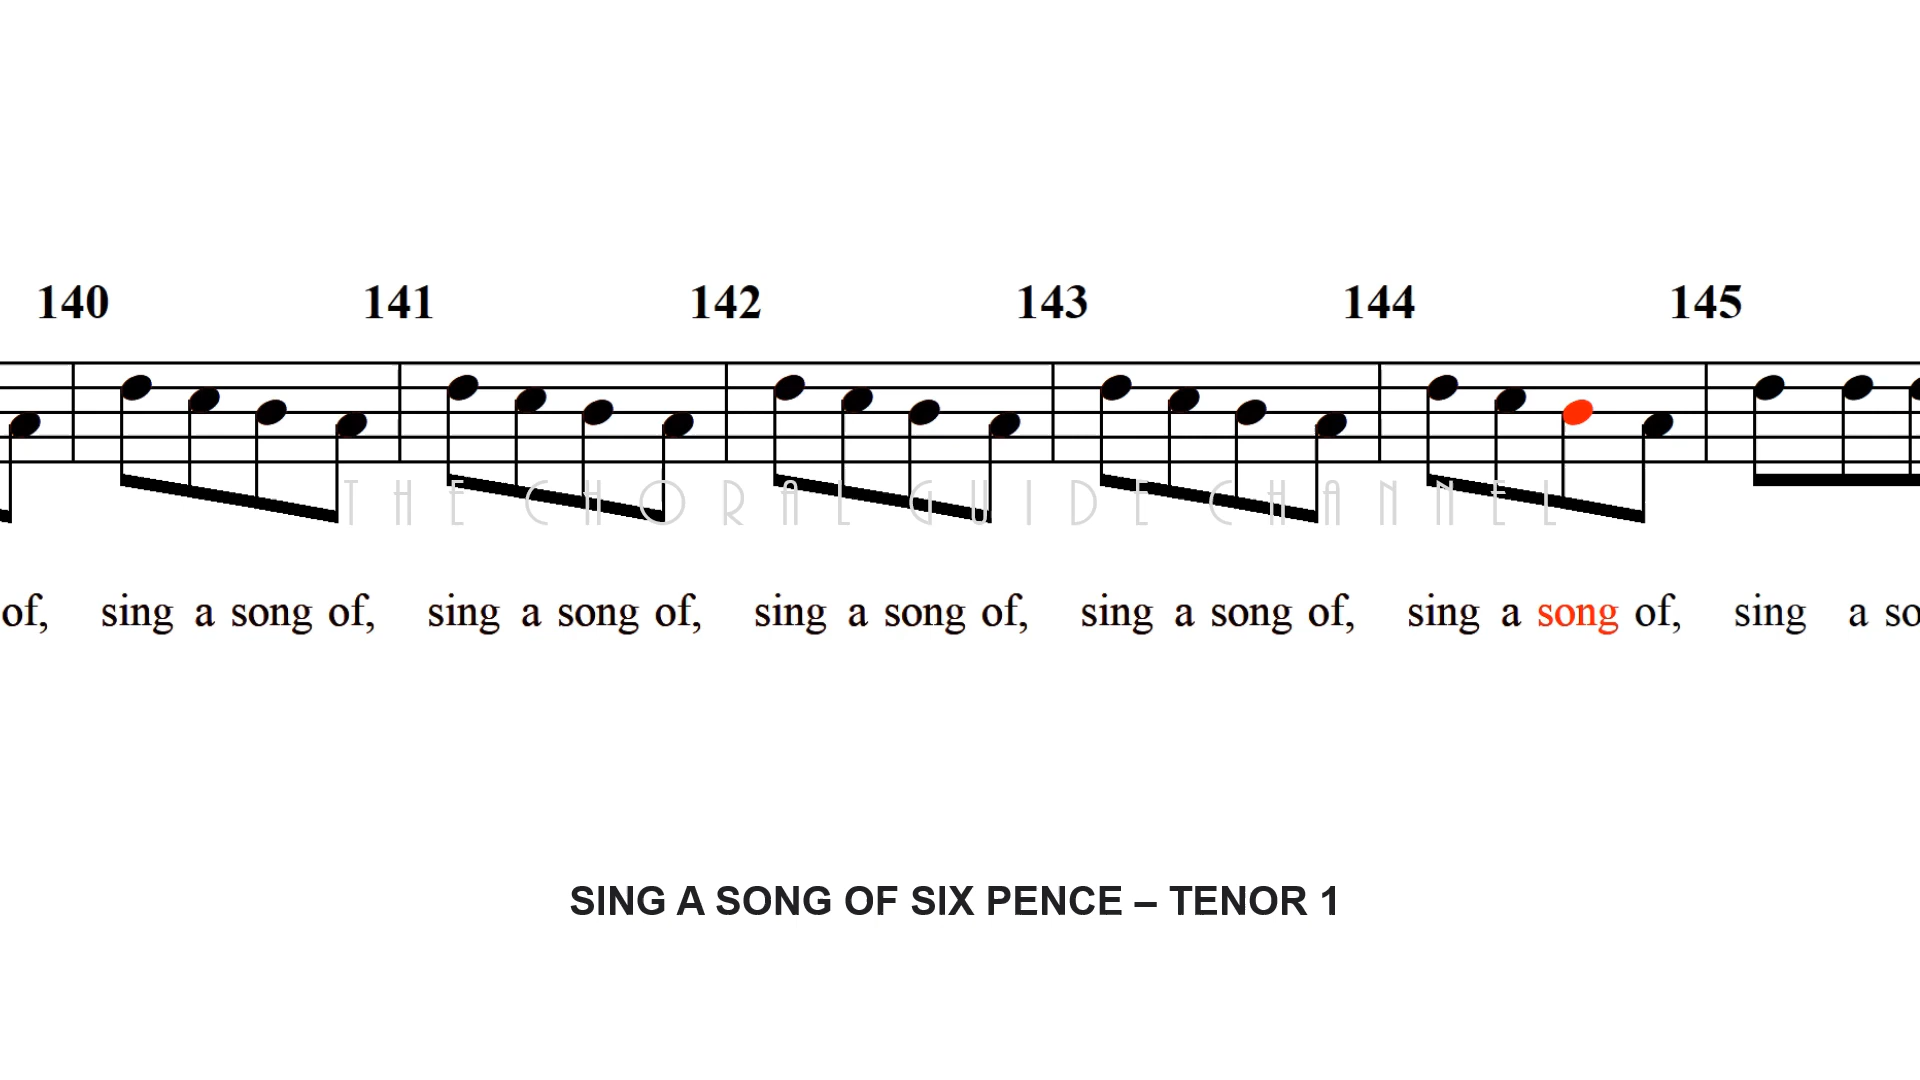 140 141 142 143 144 145
THE CHORAL GUIDE CHANNEL
of, sing a song of, sing a song of, sing a song of, sing a song of, sing a song of, sing a so
SING A SONG OF SIX PENCE – TENOR 1